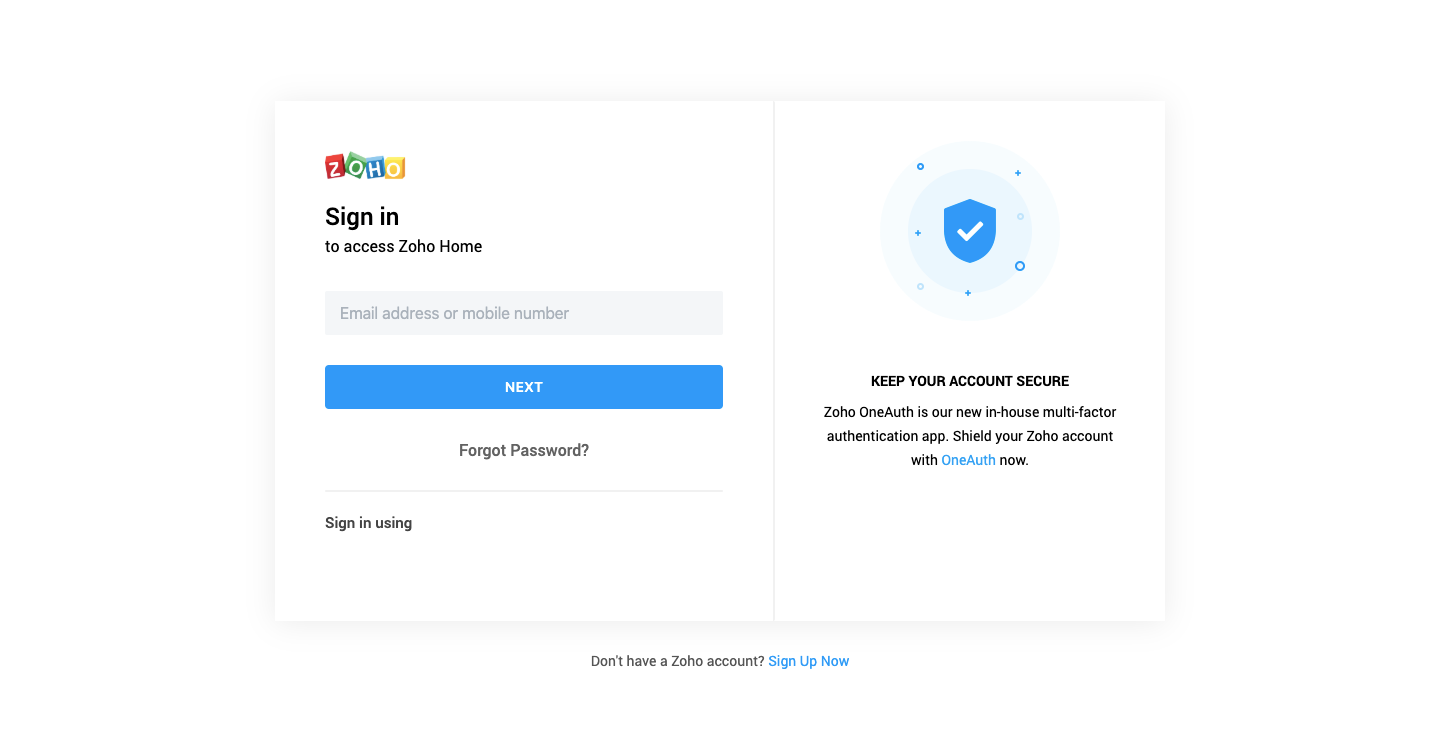 ZOHO
Sign in
to access Zoho Home
Email address or mobile number
NEXT
Forgot Password?
Sign in using
KEEP YOUR ACCOUNT SECURE
Zoho OneAuth is our new in-house multi-factor
authentication app. Shield your Zoho account
with OneAuth now.
Don't have a Zoho account? Sign Up Now